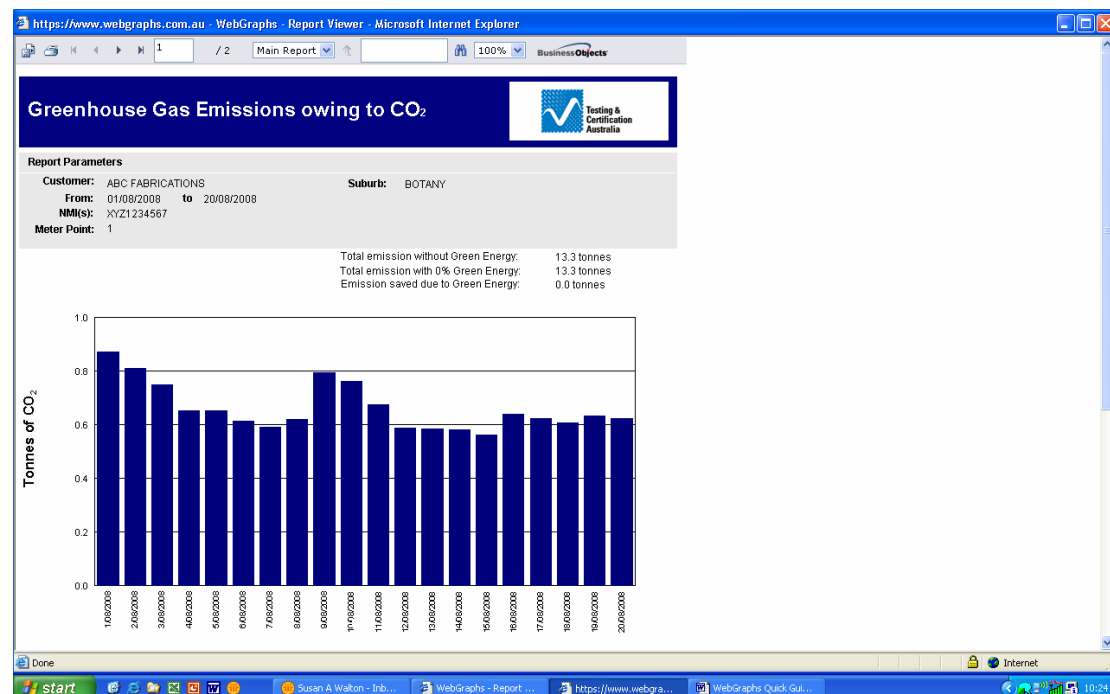 https://www.webgraphs.com.au - WebGraphs - Report Viewer - Microsoft Internet Explorer
1 / 2 Main Report 100% BusinessObjects
Greenhouse Gas Emissions owing to CO₂
Testing &
Certification
Australia
Report Parameters
Customer: ABC FABRICATIONS Suburb: BOTANY
From: 01/08/2008 to 20/08/2008
NMI(s): XYZ1234567
Meter Point: 1
Total emission without Green Energy: 13.3 tonnes
Total emission with 0% Green Energy: 13.3 tonnes
Emission saved due to Green Energy: 0.0 tonnes
Tonnes of CO₂
1.0
0.8
0.6
0.4
0.2
0.0
1/08/2008
2/08/2008
3/08/2008
4/08/2008
5/08/2008
6/08/2008
7/08/2008
8/08/2008
9/08/2008
10/08/2008
11/08/2008
12/08/2008
13/08/2008
14/08/2008
15/08/2008
16/08/2008
17/08/2008
18/08/2008
19/08/2008
20/08/2008
Done Internet
start Susan A Walton - Inb... WebGraphs - Report ... https://www.webgra... WebGraphs Quick Gui... 10:24